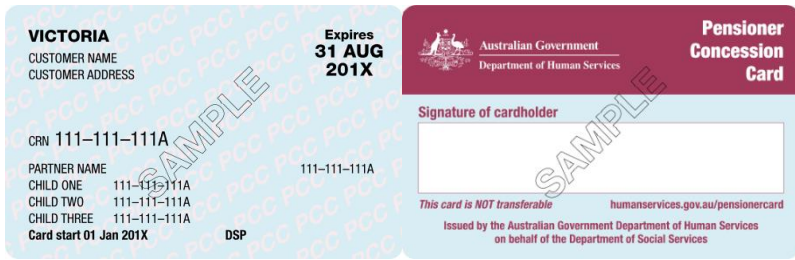 VICTORIA
CUSTOMER NAME
CUSTOMER ADDRESS
Expires
31 AUG
201X
CRN 111–111–111A
PARTNER NAME 111–111–111A
CHILD ONE 111–111–111A
CHILD TWO 111–111–111A
CHILD THREE 111–111–111A
Card start 01 Jan 201X DSP
SAMPLE
PCC PCC PCC
Australian Government
Department of Human Services
Pensioner
Concession
Card
Signature of cardholder
SAMPLE
This card is NOT transferable humanservices.gov.au/pensionercard
Issued by the Australian Government Department of Human Services
on behalf of the Department of Social Services